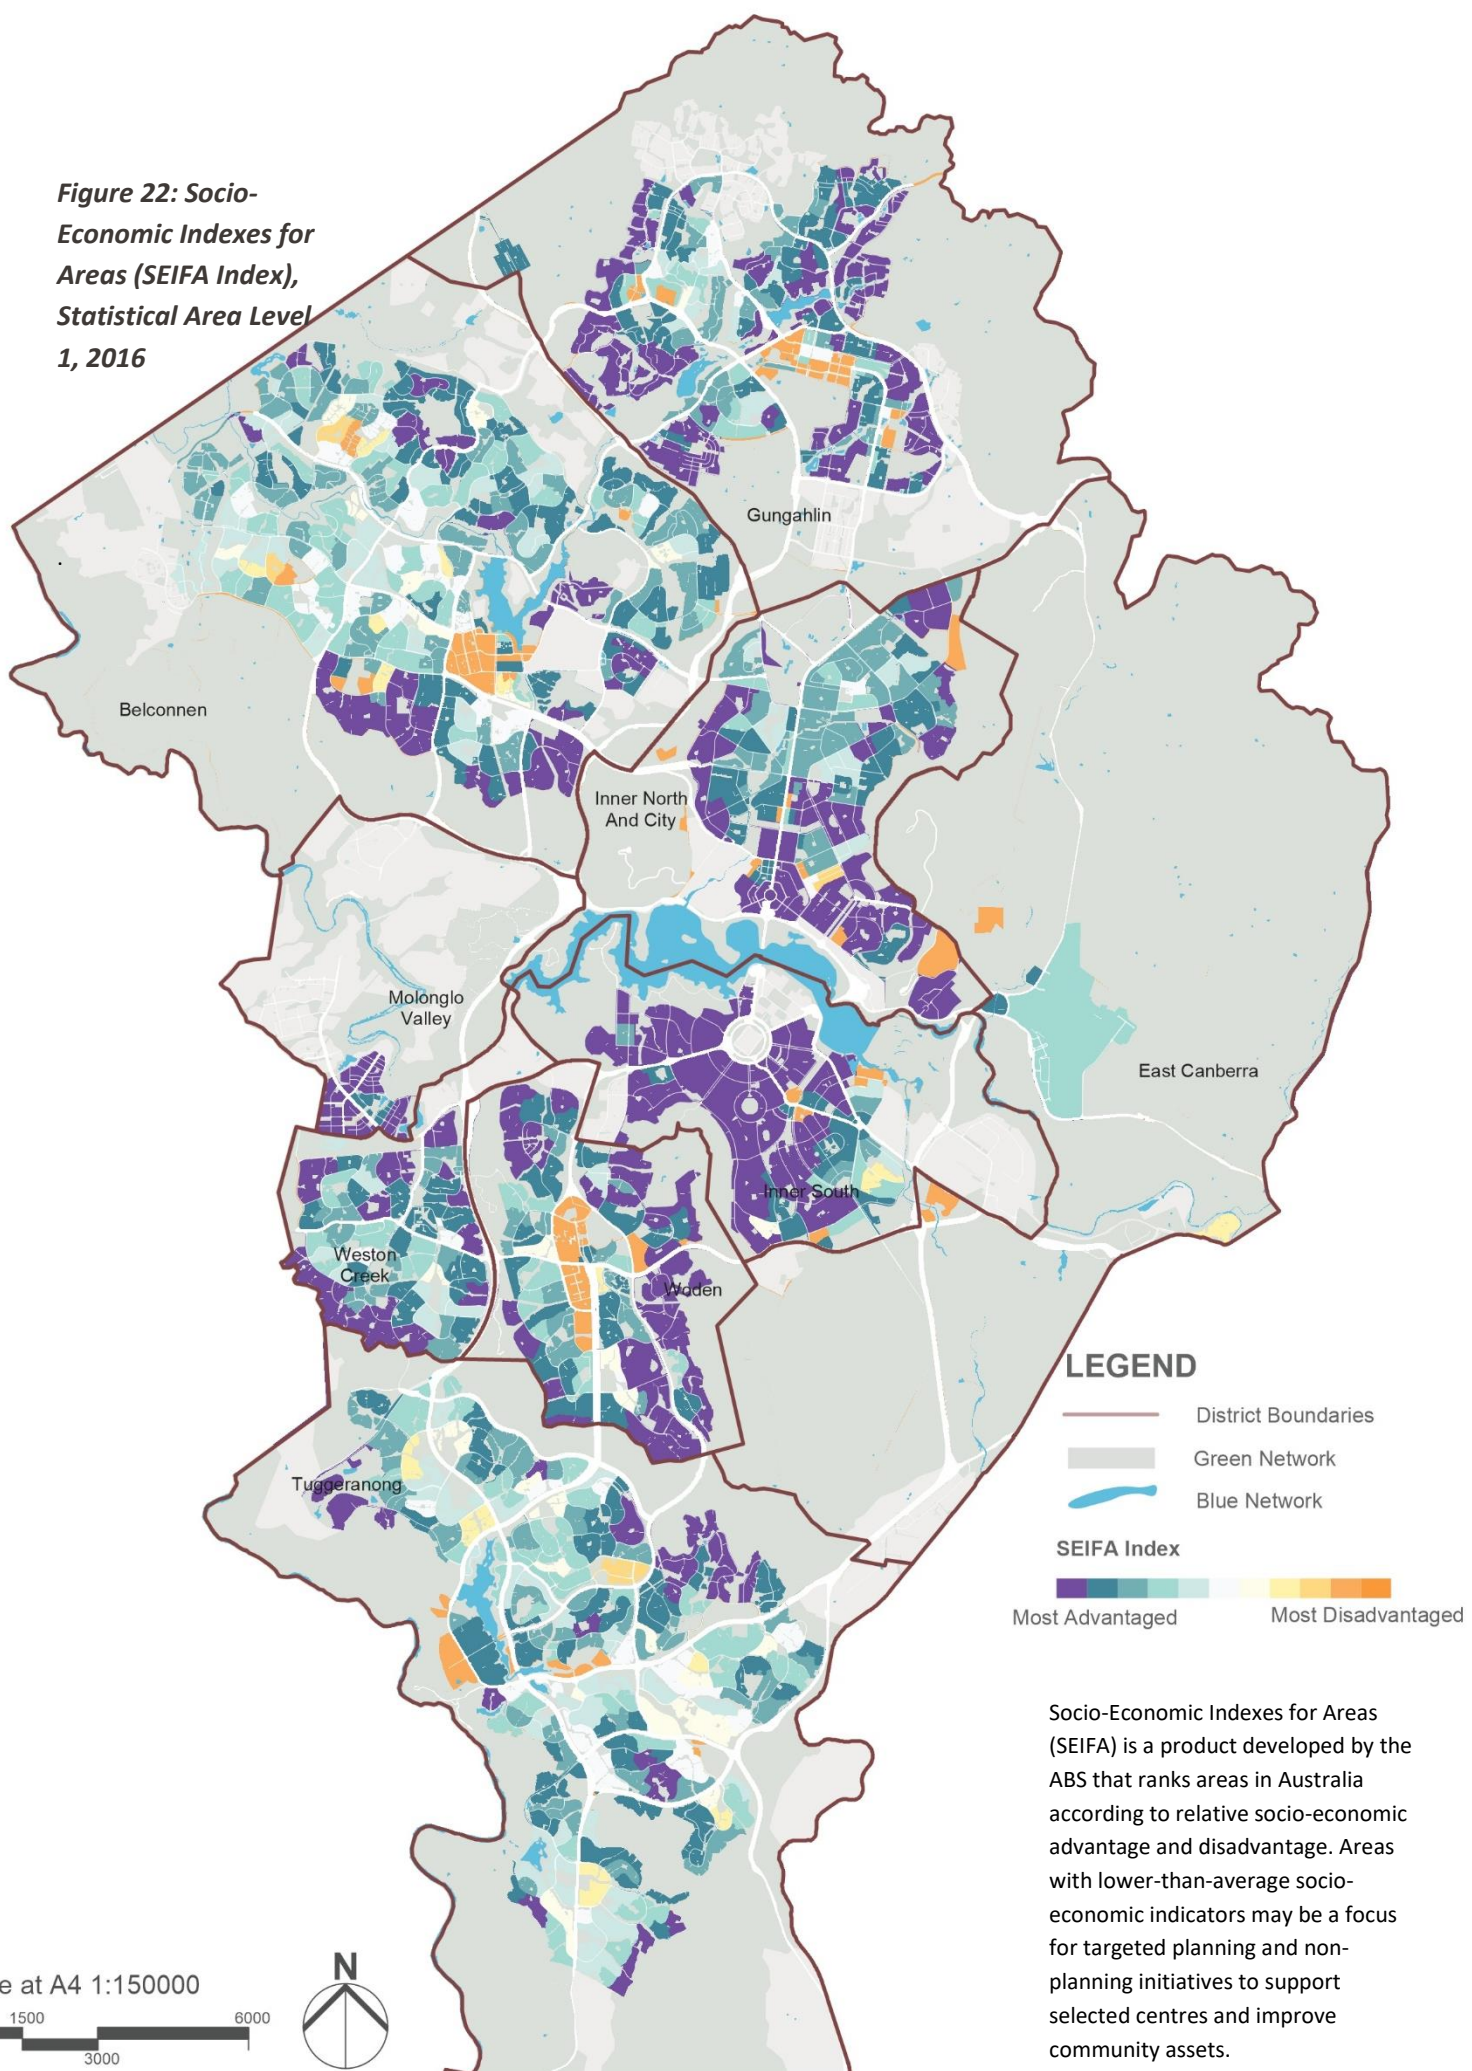 Figure 22: Socio-
Economic Indexes for
Areas (SEIFA Index),
Statistical Area Level
1, 2016
.
Gungahlin
Belconnen
Inner North
And City
Molonglo
Valley
East Canberra
Inner South
Weston
Creek
Woden
Tuggeranong
LEGEND
District Boundaries
Green Network
Blue Network
SEIFA Index
Most Advantaged
Most Disadvantaged
Socio-Economic Indexes for Areas
(SEIFA) is a product developed by the
ABS that ranks areas in Australia
according to relative socio-economic
advantage and disadvantage. Areas
with lower-than-average socio-
economic indicators may be a focus
for targeted planning and non-
planning initiatives to support
selected centres and improve
community assets.
e at A4 1:150000
1500
6000
3000
N